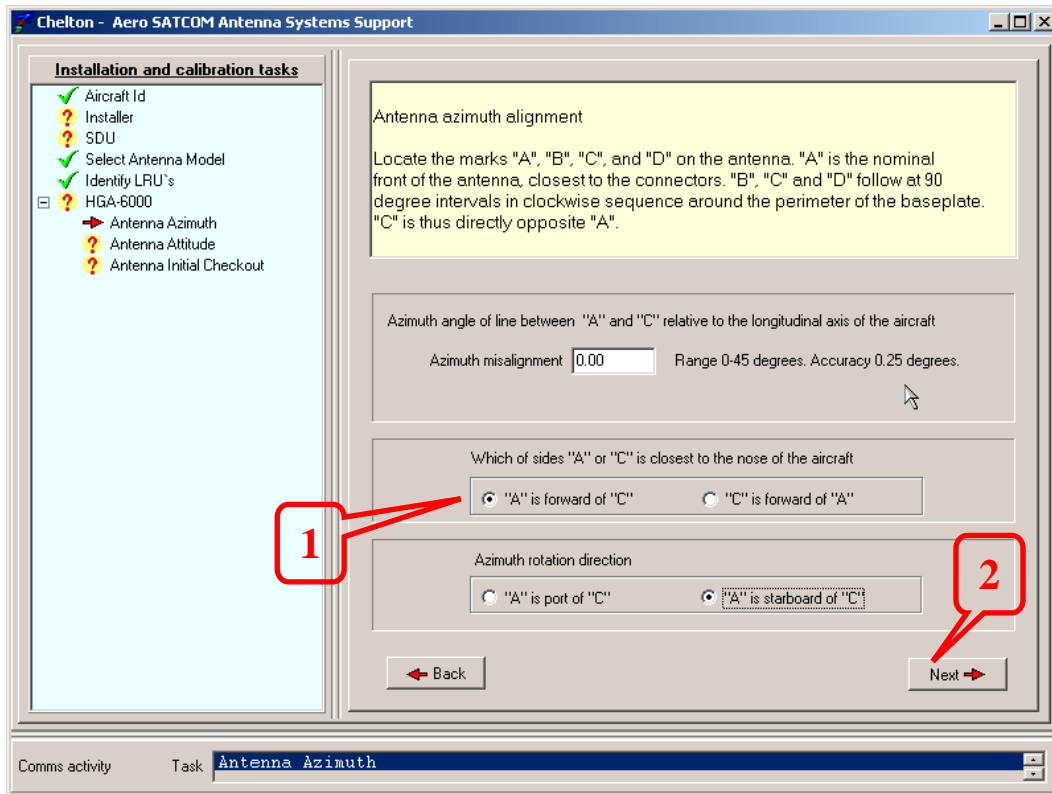 Chelton - Aero SATCOM Antenna Systems Support
Installation and calibration tasks
Aircraft Id
Installer
SDU
Select Antenna Model
Identify LRU`s
HGA-6000
Antenna Azimuth
Antenna Attitude
Antenna Initial Checkout
Antenna azimuth alignment
Locate the marks "A", "B", "C", and "D" on the antenna. "A" is the nominal
front of the antenna, closest to the connectors. "B", "C" and "D" follow at 90
degree intervals in clockwise sequence around the perimeter of the baseplate.
"C" is thus directly opposite "A".
Azimuth angle of line between "A" and "C" relative to the longitudinal axis of the aircraft
Azimuth misalignment 0.00 Range 0-45 degrees. Accuracy 0.25 degrees.
Which of sides "A" or "C" is closest to the nose of the aircraft
"A" is forward of "C" "C" is forward of "A"
1
Azimuth rotation direction
"A" is port of "C" "A" is starboard of "C"
2
Back Next
Comms activity Task Antenna Azimuth